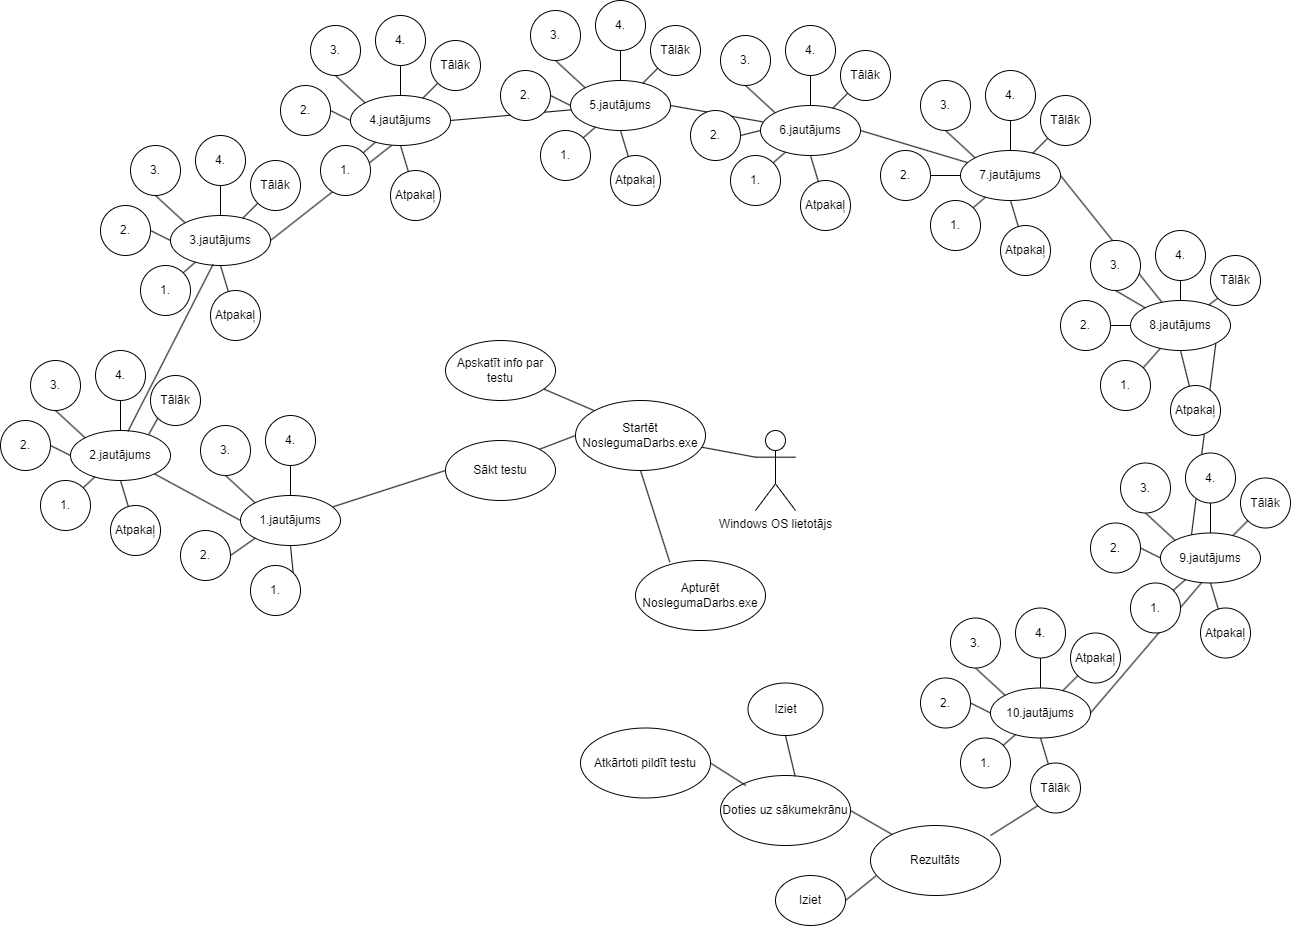 4.
3.
Tālāk
2.
5.jautājums
1.
Atpakaļ
4.
3.
Tālāk
2.
4.jautājums
1.
Atpakaļ
4.
3.
Tālāk
2.
6.jautājums
1.
Atpakaļ
4.
3.
Tālāk
2.
7.jautājums
1.
Atpakaļ
4.
3.
Tālāk
2.
3.jautājums
1.
Atpakaļ
4.
3.
Tālāk
2.
8.jautājums
1.
Atpakaļ
4.
3.
Tālāk
2.
2.jautājums
1.
Atpakaļ
4.
3.
1.jautājums
2.
1.
Apskatīt info par
testu
Sākt testu
Startēt
NoslegumaDarbs.exe
Windows OS lietotājs
Apturēt
NoslegumaDarbs.exe
4.
3.
Tālāk
2.
9.jautājums
1.
Atpakaļ
4.
3.
Atpakaļ
2.
10.jautājums
1.
Tālāk
Iziet
Atkārtoti pildīt testu
Doties uz sākumekrānu
Rezultāts
Iziet